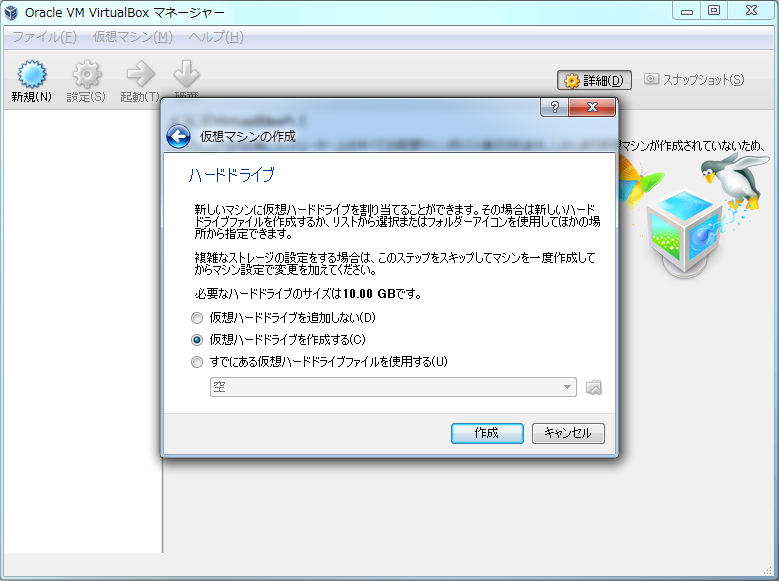 Oracle VM VirtualBox マネージャー
ファイル(F) 仮想マシン(M) ヘルプ(H)
新規(N) 設定(S) 起動(T)
詳細(D) スナップショット(S)
マシンが作成されていないため、
仮想マシンの作成
ハードドライブ
新しいマシンに仮想ハードドライブを割り当てることができます。その場合は新しいハード
ドライブファイルを作成するか、リストから選択またはフォルダーアイコンを使用してほかの場
所から指定できます。
複雑なストレージの設定をする場合は、このステップをスキップしてマシンを一度作成して
からマシン設定で変更を加えてください。
必要なハードドライブのサイズは10.00 GBです。
仮想ハードドライブを追加しない(D)
仮想ハードドライブを作成する(C)
すでにある仮想ハードドライブファイルを使用する(U)
空
作成 キャンセル